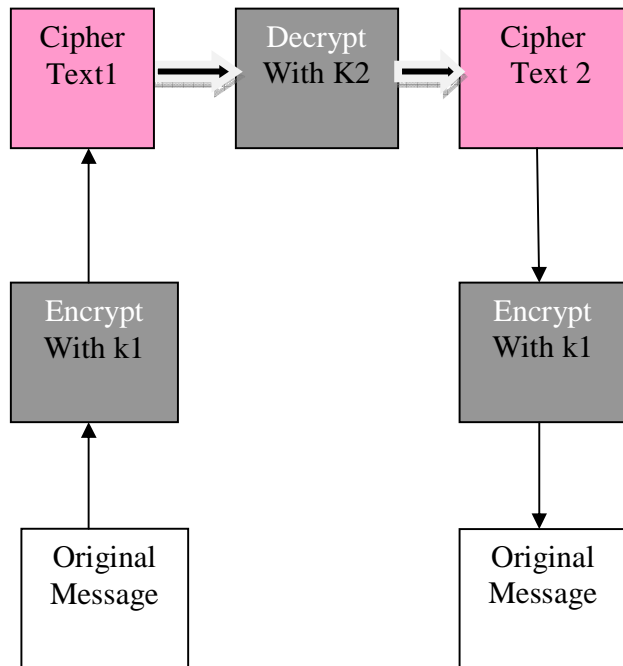 Cipher
Text1
Decrypt
With K2
Cipher
Text 2
Encrypt
With k1
Encrypt
With k1
Original
Message
Original
Message